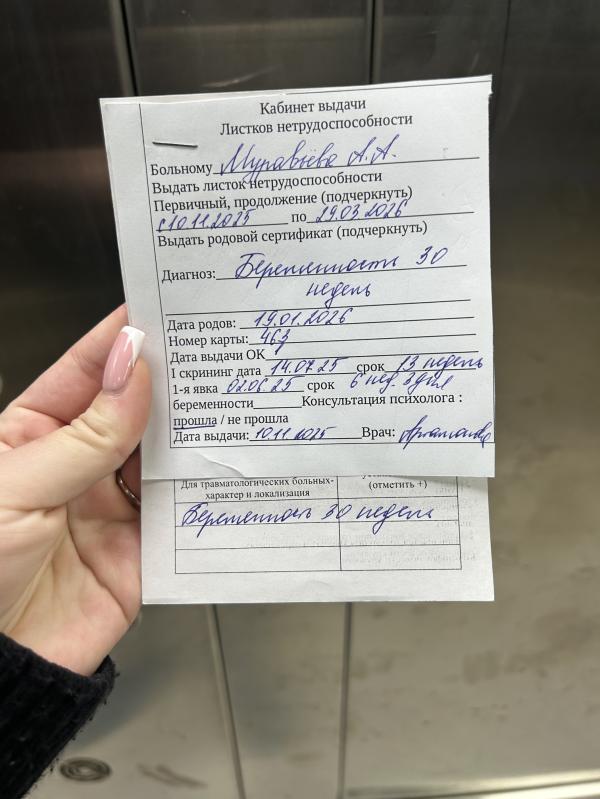 Кабинет выдачи
Листков нетрудоспособности
Больному Муравьёва А.А.
Выдать листок нетрудоспособности
Первичный, продолжение (подчеркнуть)
с 10.11.2025 по 29.03.2026
Выдать родовой сертификат (подчеркнуть)
Диагноз: Беременность 30
недель
Дата родов: 19.01.2026
Номер карты: 463
Дата выдачи ОК
I скрининг дата 14.07.25 срок 13 недель
1-я явка 02.06.25 срок 6 нед.
беременности Консультация психолога :
прошла / не прошла
Дата выдачи: 10.11.2025 Врач:
Для травматологических больных-
характер и локализация
(отметить +)
Беременность 30 недель